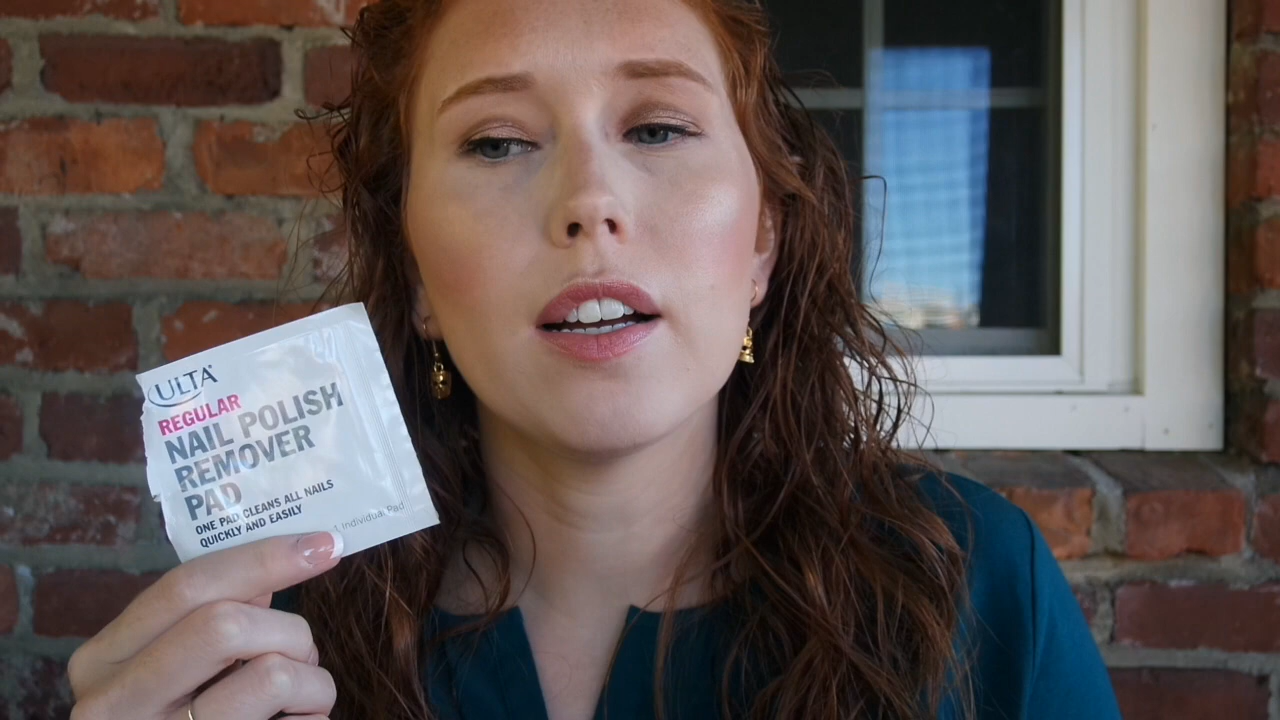 ULTA
REGULAR
NAIL POLISH
REMOVER
PAD
ONE PAD CLEANS ALL NAILS
QUICKLY AND EASILY
1 Individual Pad